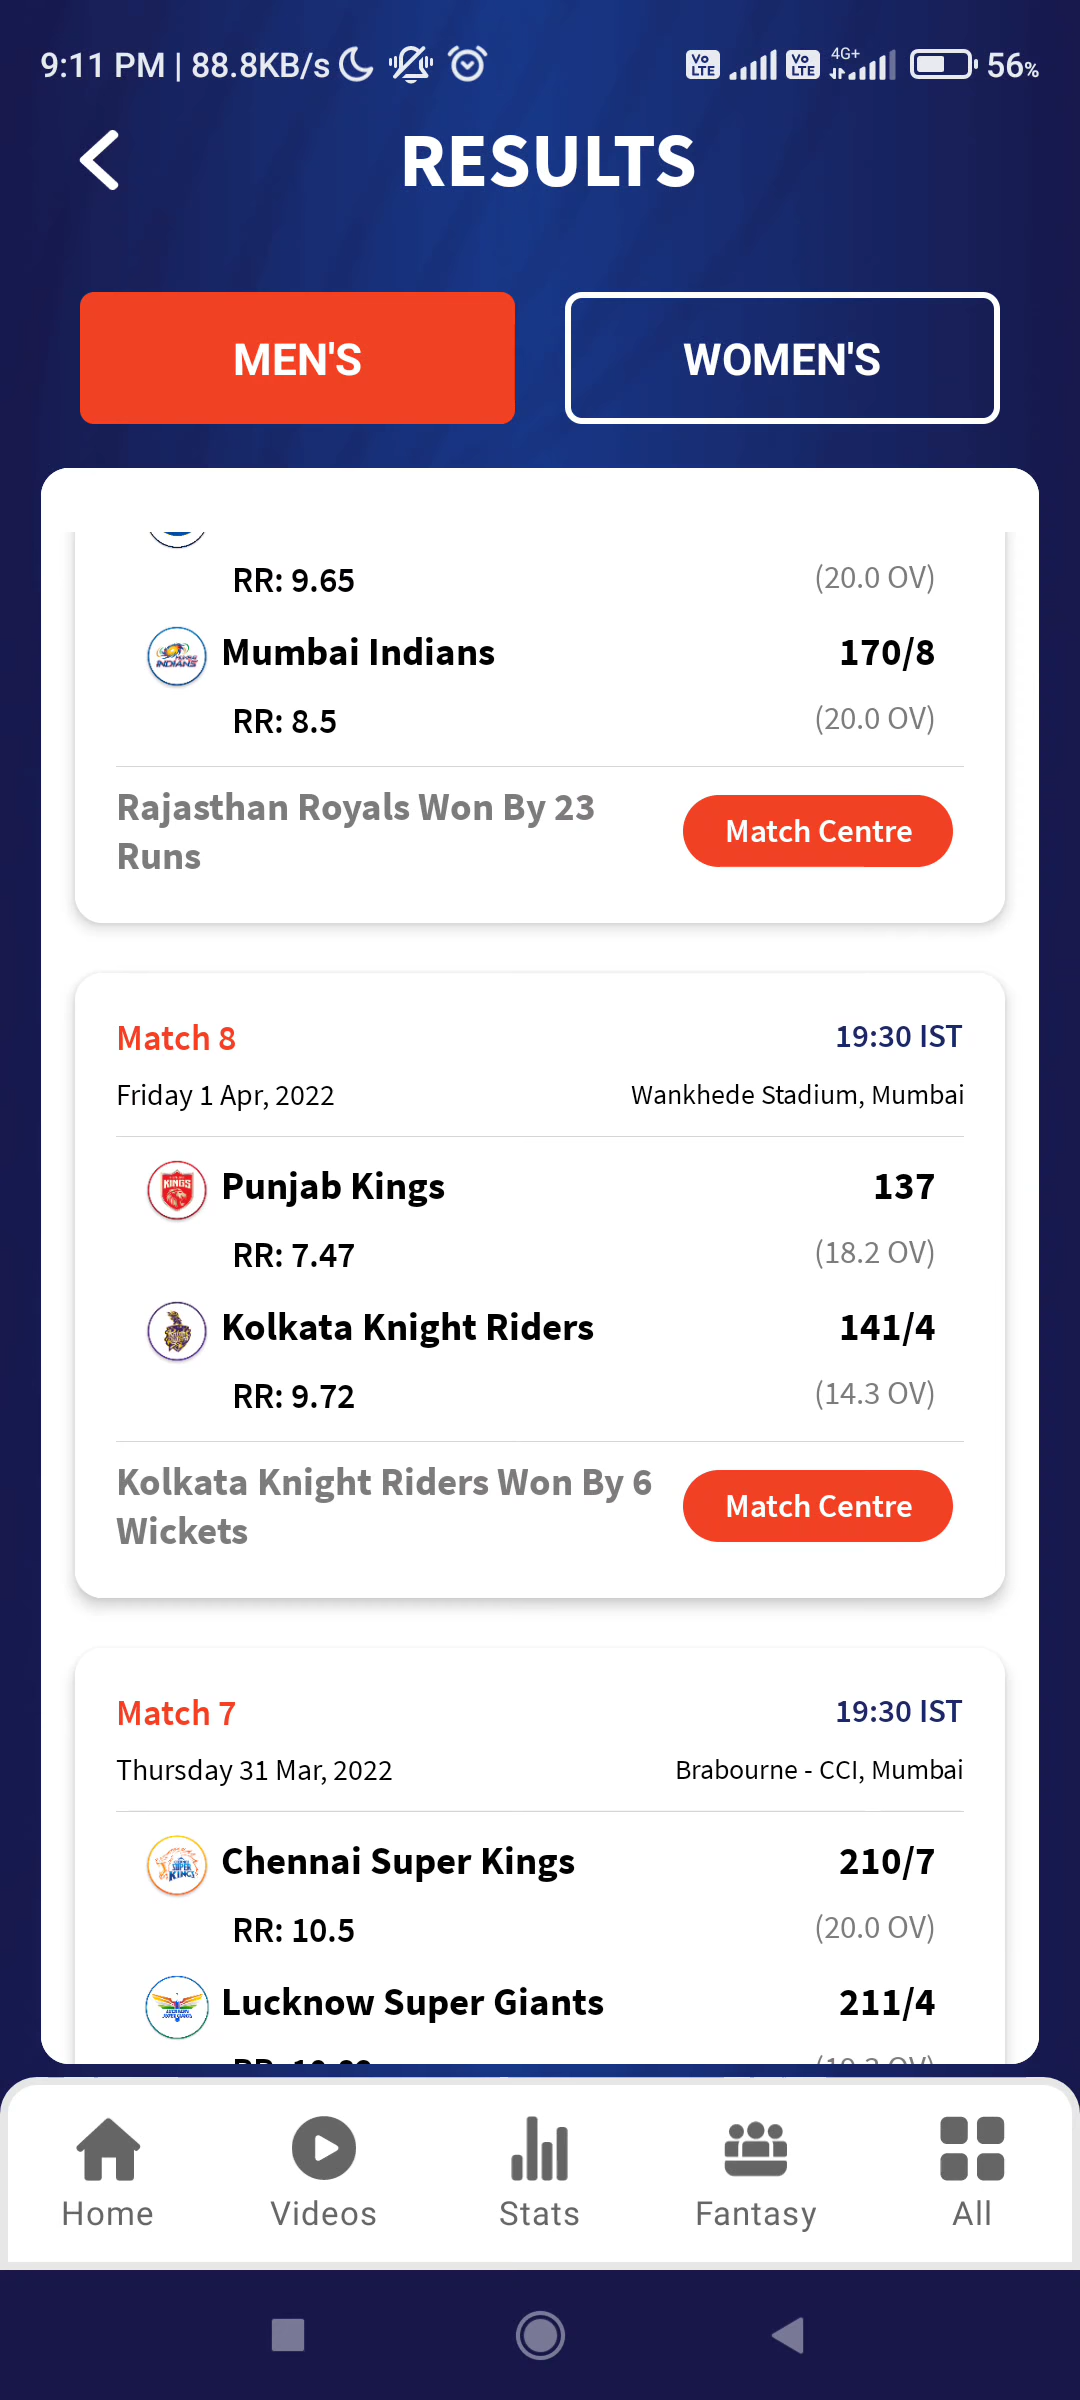 9:11 PM | 88.8KB/s
Vo LTE Vo LTE 4G+ 56%
RESULTS
MEN'S WOMEN'S
RR: 9.65 (20.0 OV)
Mumbai Indians 170/8
RR: 8.5 (20.0 OV)
Rajasthan Royals Won By 23
Runs
Match Centre
Match 8 19:30 IST
Friday 1 Apr, 2022 Wankhede Stadium, Mumbai
Punjab Kings 137
RR: 7.47 (18.2 OV)
Kolkata Knight Riders 141/4
RR: 9.72 (14.3 OV)
Kolkata Knight Riders Won By 6
Wickets
Match Centre
Match 7 19:30 IST
Thursday 31 Mar, 2022 Brabourne - CCI, Mumbai
Chennai Super Kings 210/7
RR: 10.5 (20.0 OV)
Lucknow Super Giants 211/4
Home Videos Stats Fantasy All